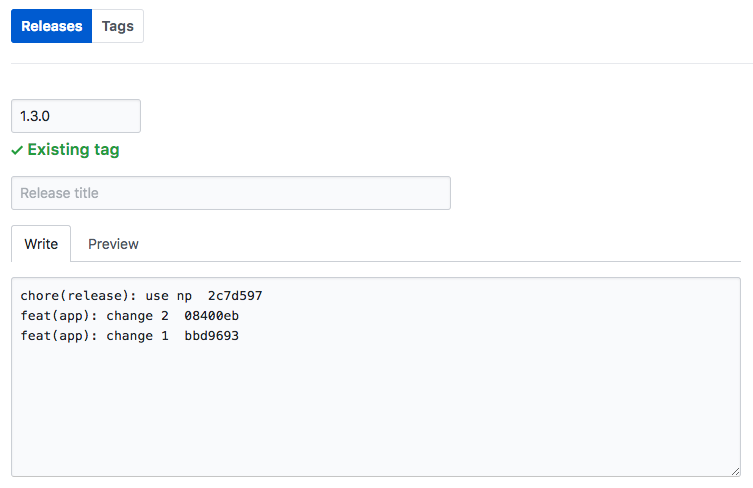 Releases Tags
1.3.0
Existing tag
Release title
Write Preview
chore(release): use np  2c7d597
feat(app): change 2  08400eb
feat(app): change 1  bbd9693